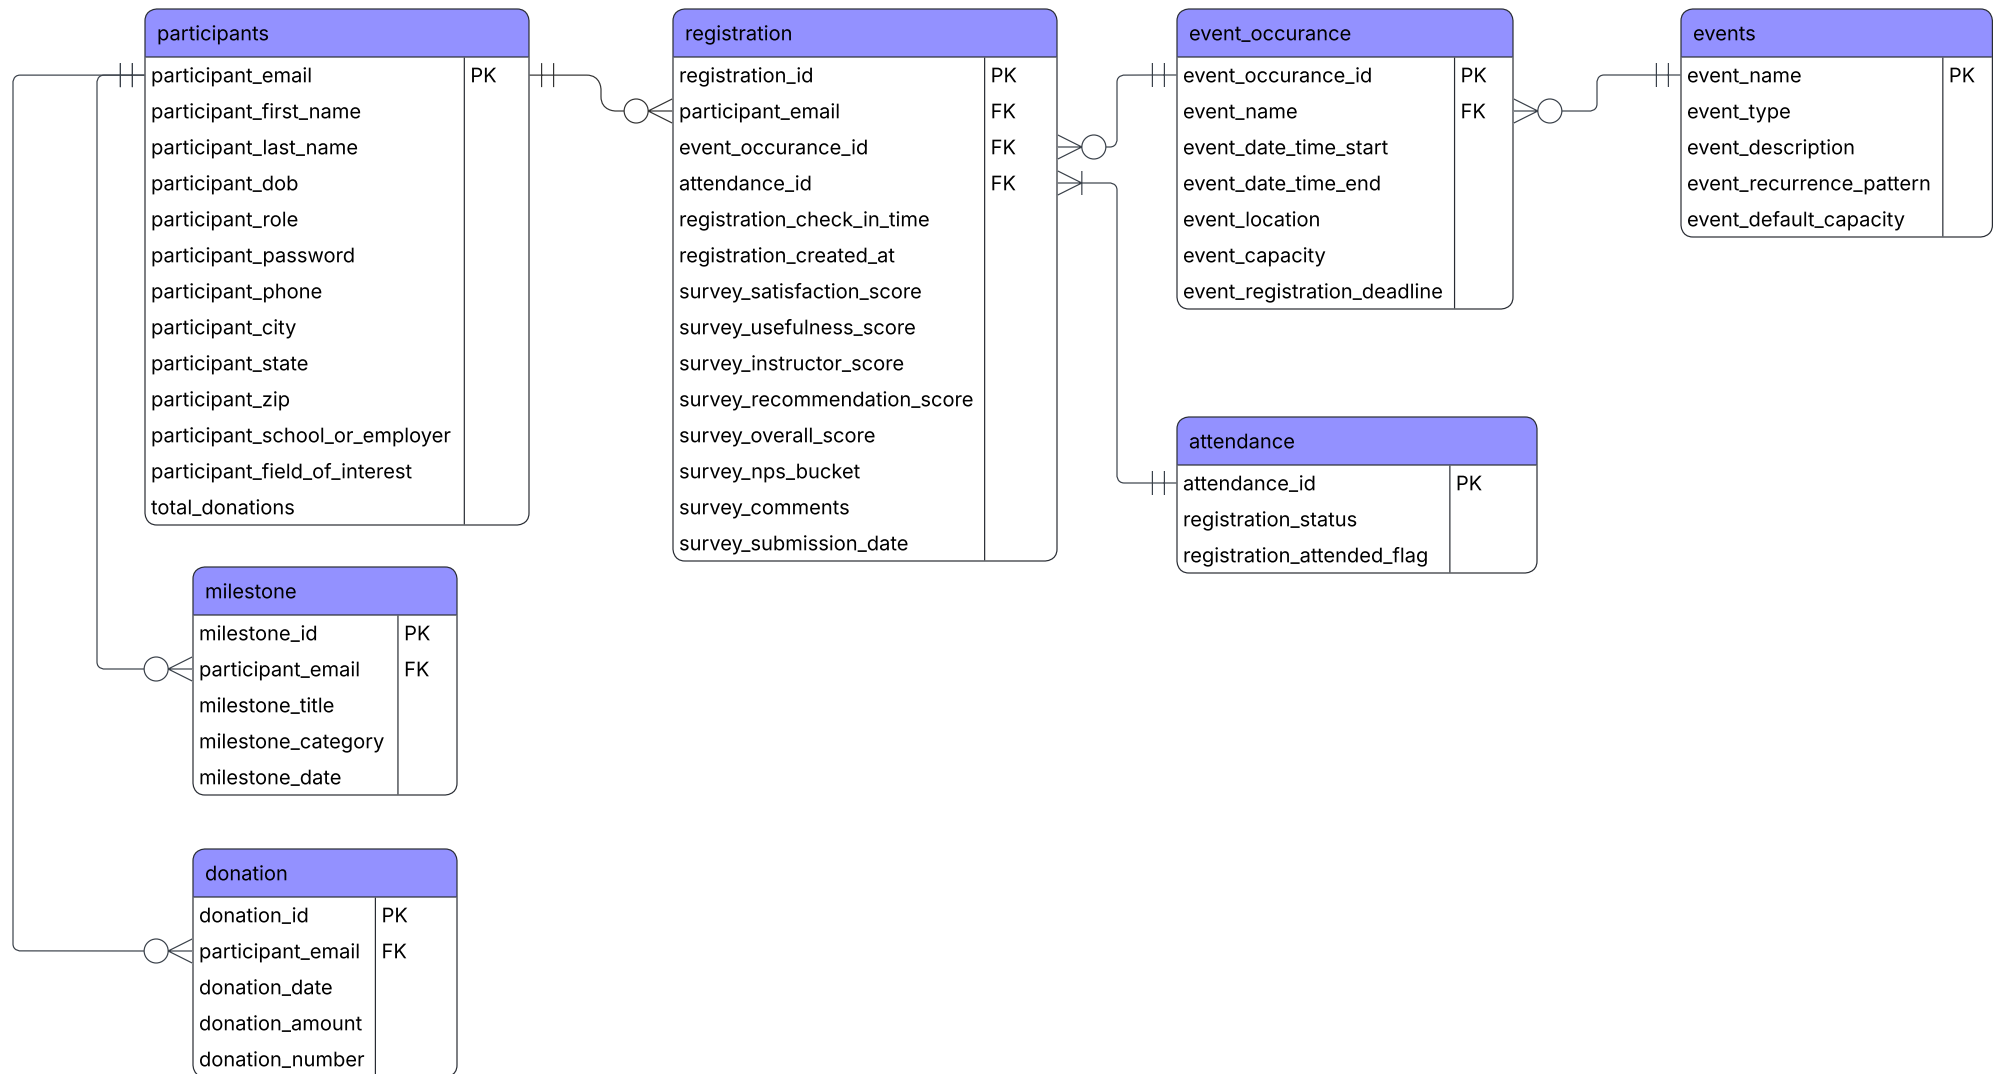 participants
participant_email PK
participant_first_name
participant_last_name
participant_dob
participant_role
participant_password
participant_phone
participant_city
participant_state
participant_zip
participant_school_or_employer
participant_field_of_interest
total_donations
registration
registration_id PK
participant_email FK
event_occurance_id FK
attendance_id FK
registration_check_in_time
registration_created_at
survey_satisfaction_score
survey_usefulness_score
survey_instructor_score
survey_recommendation_score
survey_overall_score
survey_nps_bucket
survey_comments
survey_submission_date
event_occurance
event_occurance_id PK
event_name FK
event_date_time_start
event_date_time_end
event_location
event_capacity
event_registration_deadline
events
event_name PK
event_type
event_description
event_recurrence_pattern
event_default_capacity
attendance
attendance_id PK
registration_status
registration_attended_flag
milestone
milestone_id PK
participant_email FK
milestone_title
milestone_category
milestone_date
donation
donation_id PK
participant_email FK
donation_date
donation_amount
donation_number